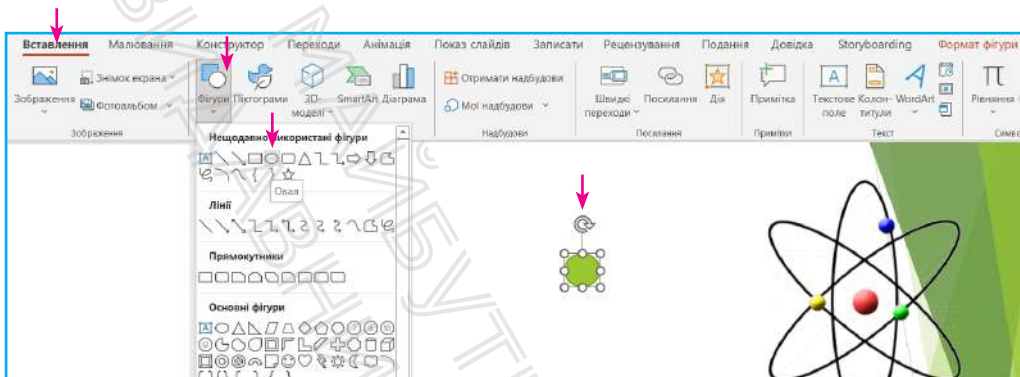 Вставлення Малювання Конструктор Переходи Анімація Показ слайдів Записати Рецензування Подання Довідка Storyboarding Формат фігури
Зображення
Знімок екрана
Фотоальбом
Фігури Піктограми 3D-моделі SmartArt Діаграма
Отримати надбудови
Мої надбудови
Швидкі переходи Посилання Дія Примітка
Текстове поле Колон-титули WordArt
Рівняння
Зображення Надбудови Посилання Примітки Текст
Нещодавно використані фігури
Овал
Лінії
Прямокутники
Основні фігури